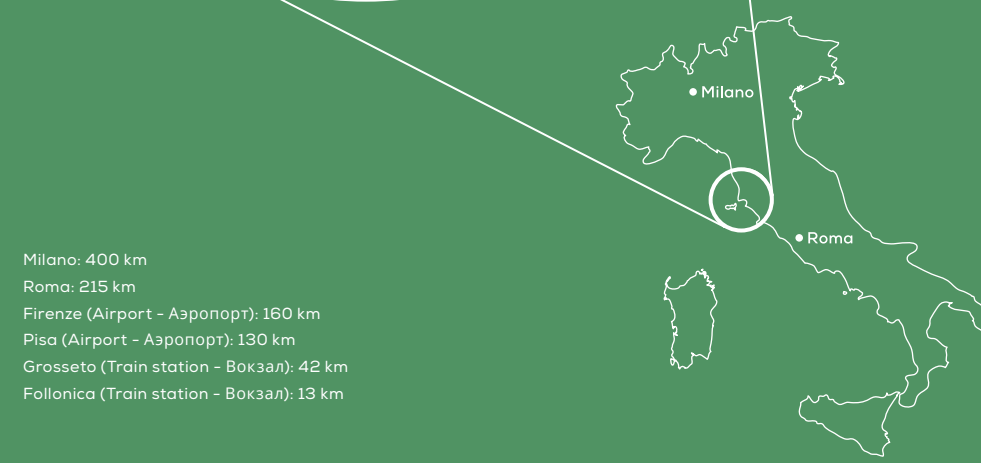 Milano
Roma
Milano: 400 km
Roma: 215 km
Firenze (Airport - Аэропорт): 160 km
Pisa (Airport - Аэропорт): 130 km
Grosseto (Train station - Вокзал): 42 km
Follonica (Train station - Вокзал): 13 km